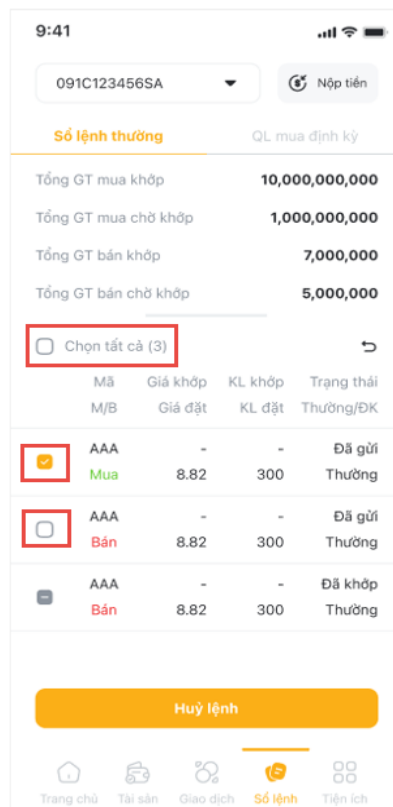 9:41
091C123456SA
Nộp tiền
Sổ lệnh thường
QL mua định kỳ
Tổng GT mua khớp 10,000,000,000
Tổng GT mua chờ khớp 1,000,000,000
Tổng GT bán khớp 7,000,000
Tổng GT bán chờ khớp 5,000,000
Chọn tất cả (3)
Mã Giá khớp KL khớp Trạng thái
M/B Giá đặt KL đặt Thường/ĐK
AAA - - Đã gửi
Mua 8.82 300 Thường
AAA - - Đã gửi
Bán 8.82 300 Thường
AAA - - Đã khớp
Bán 8.82 300 Thường
Huỷ lệnh
Trang chủ Tài sản Giao dịch Sổ lệnh Tiện ích